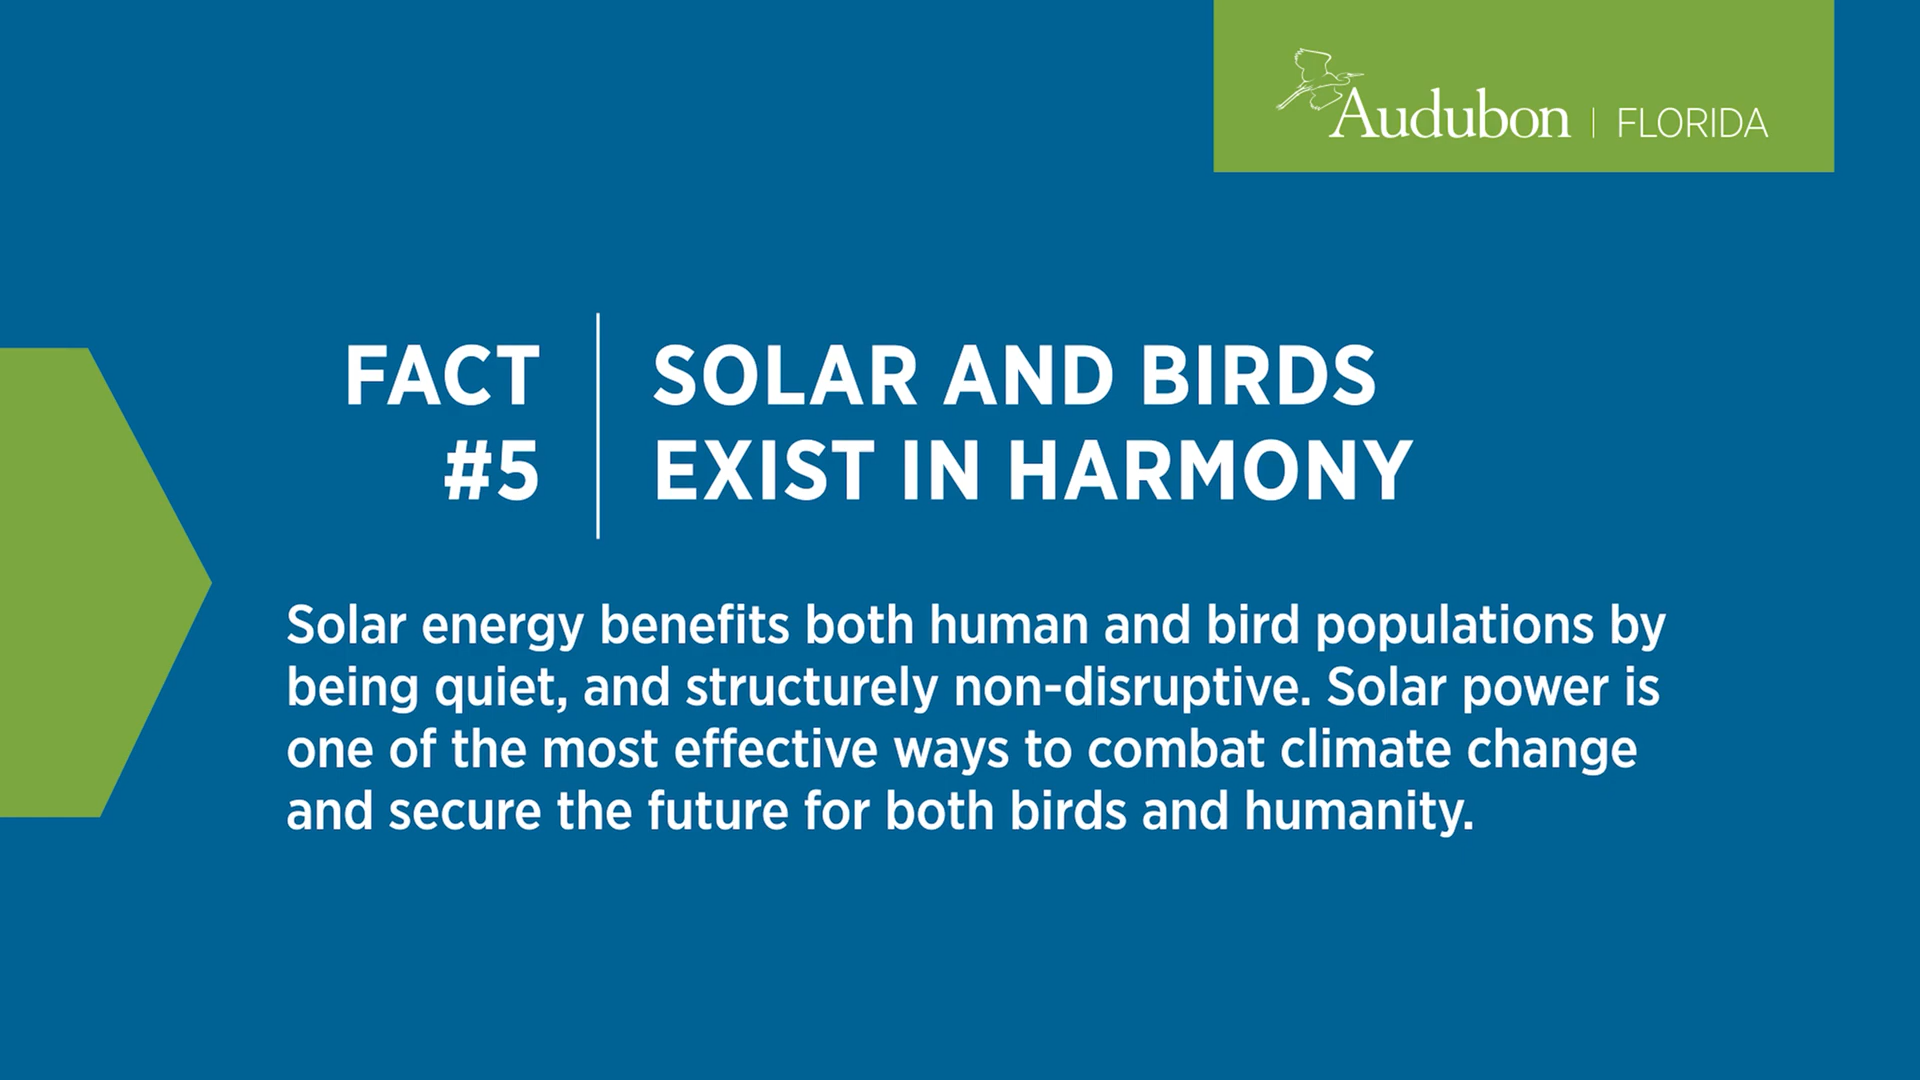 Audubon | FLORIDA
FACT
#5
SOLAR AND BIRDS
EXIST IN HARMONY
Solar energy benefits both human and bird populations by
being quiet, and structurely non-disruptive. Solar power is
one of the most effective ways to combat climate change
and secure the future for both birds and humanity.